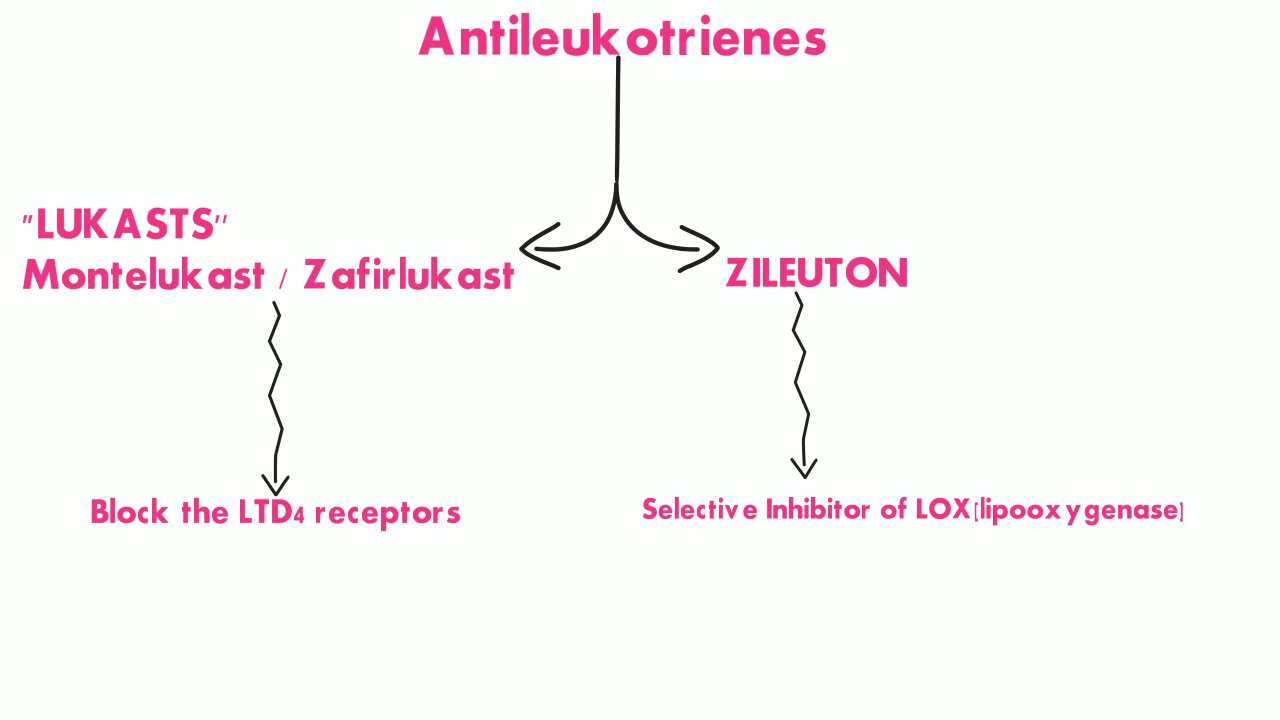 Antileukotrienes
"LUKASTS"
Montelukast / Zafirlukast
ZILEUTON
Block the LTD4 receptors
Selective Inhibitor of LOX(lipooxygenase)